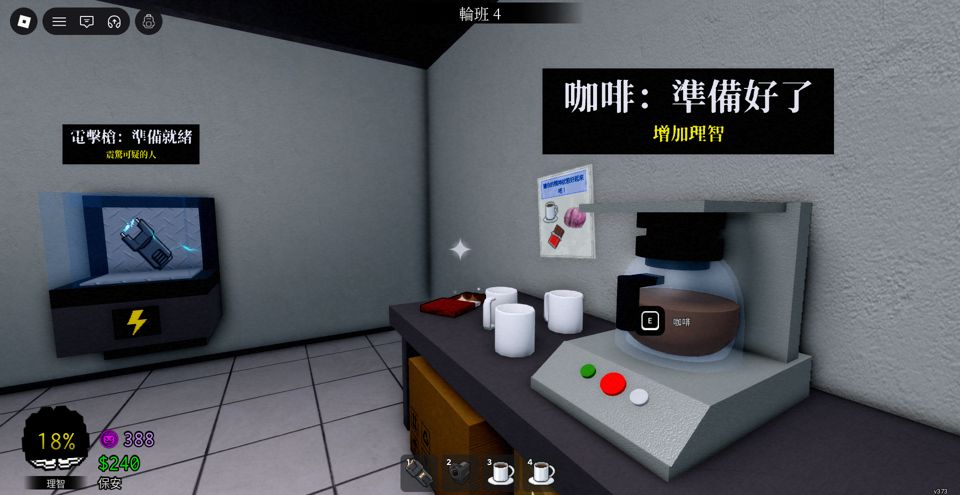 輪班 4
咖啡: 準備好了
增加理智
電擊槍: 準備就緒
震驚可疑的人
E
咖啡
18%
388
$240
理智
保安
1
2
3
4
v373